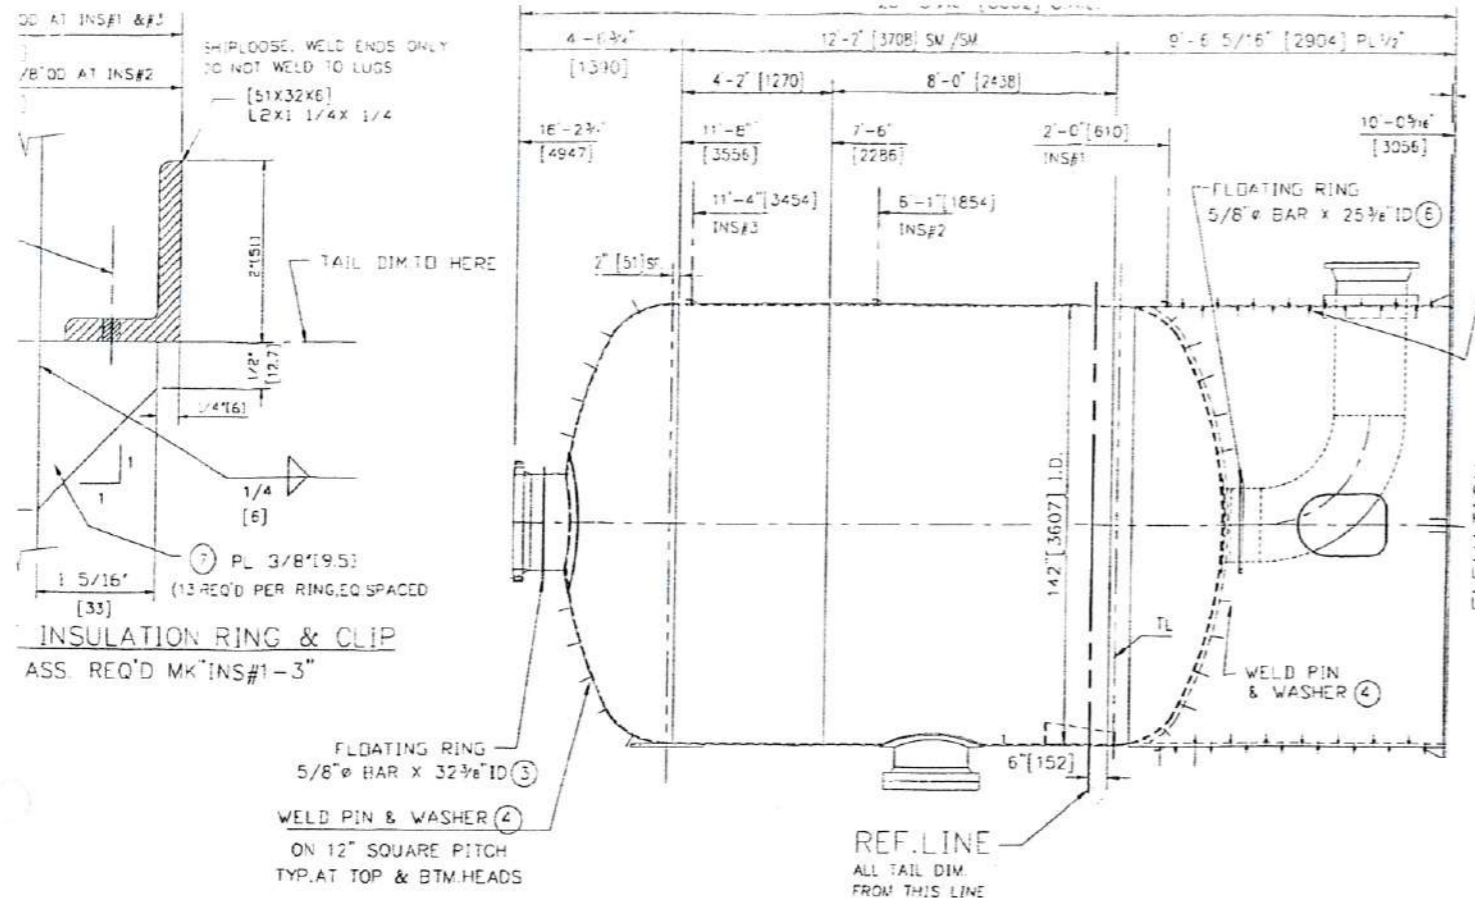 OD AT INS#1 &#3
/8"OD AT INS#2
SHIPLOOSE. WELD ENDS ONLY
DO NOT WELD TO LUGS
[51X32X6]
L2X1 1/4X 1/4
2"[51]
TAIL DIM.TO HERE
1/2"
[12.7]
1/4"[6]
1
1
1/4
[6]
7 PL 3/8"[9.5]
(13 REQ'D PER RING,EQ.SPACED
1 5/16"
[33]
INSULATION RING & CLIP
ASS. REQ'D MK"INS#1-3"
4'-6 3/4"
[1390]
12'-2" [3708] SM./SM.
9'-6 5/16" [2904] PL 1/2"
4'-2" [1270]
8'-0" [2438]
16'-2 3/4"
[4947]
11'-8"
[3556]
7'-6"
[2286]
2'-0"[610]
INS#1
10'-0 5/16"
[3056]
11'-4"[3454]
INS#3
6'-1"[1854]
INS#2
FLOATING RING
5/8"ø BAR X 25 3/8"ID 6
2" [51]SF.
142"[3607] I.D.
TL
WELD PIN
& WASHER 4
6"[152]
FLOATING RING
5/8"ø BAR X 32 3/8"ID 3
WELD PIN & WASHER 4
ON 12" SQUARE PITCH
TYP.AT TOP & BTM.HEADS
REF.LINE
ALL TAIL DIM.
FROM THIS LINE